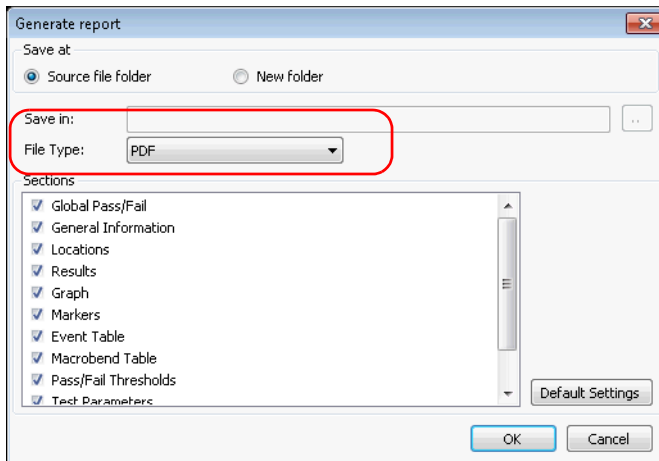 Generate report
Save at
Source file folder
New folder
Save in:
..
File Type:
PDF
Sections
Global Pass/Fail
General Information
Locations
Results
Graph
Markers
Event Table
Macrobend Table
Pass/Fail Thresholds
Test Parameters
Default Settings
OK
Cancel